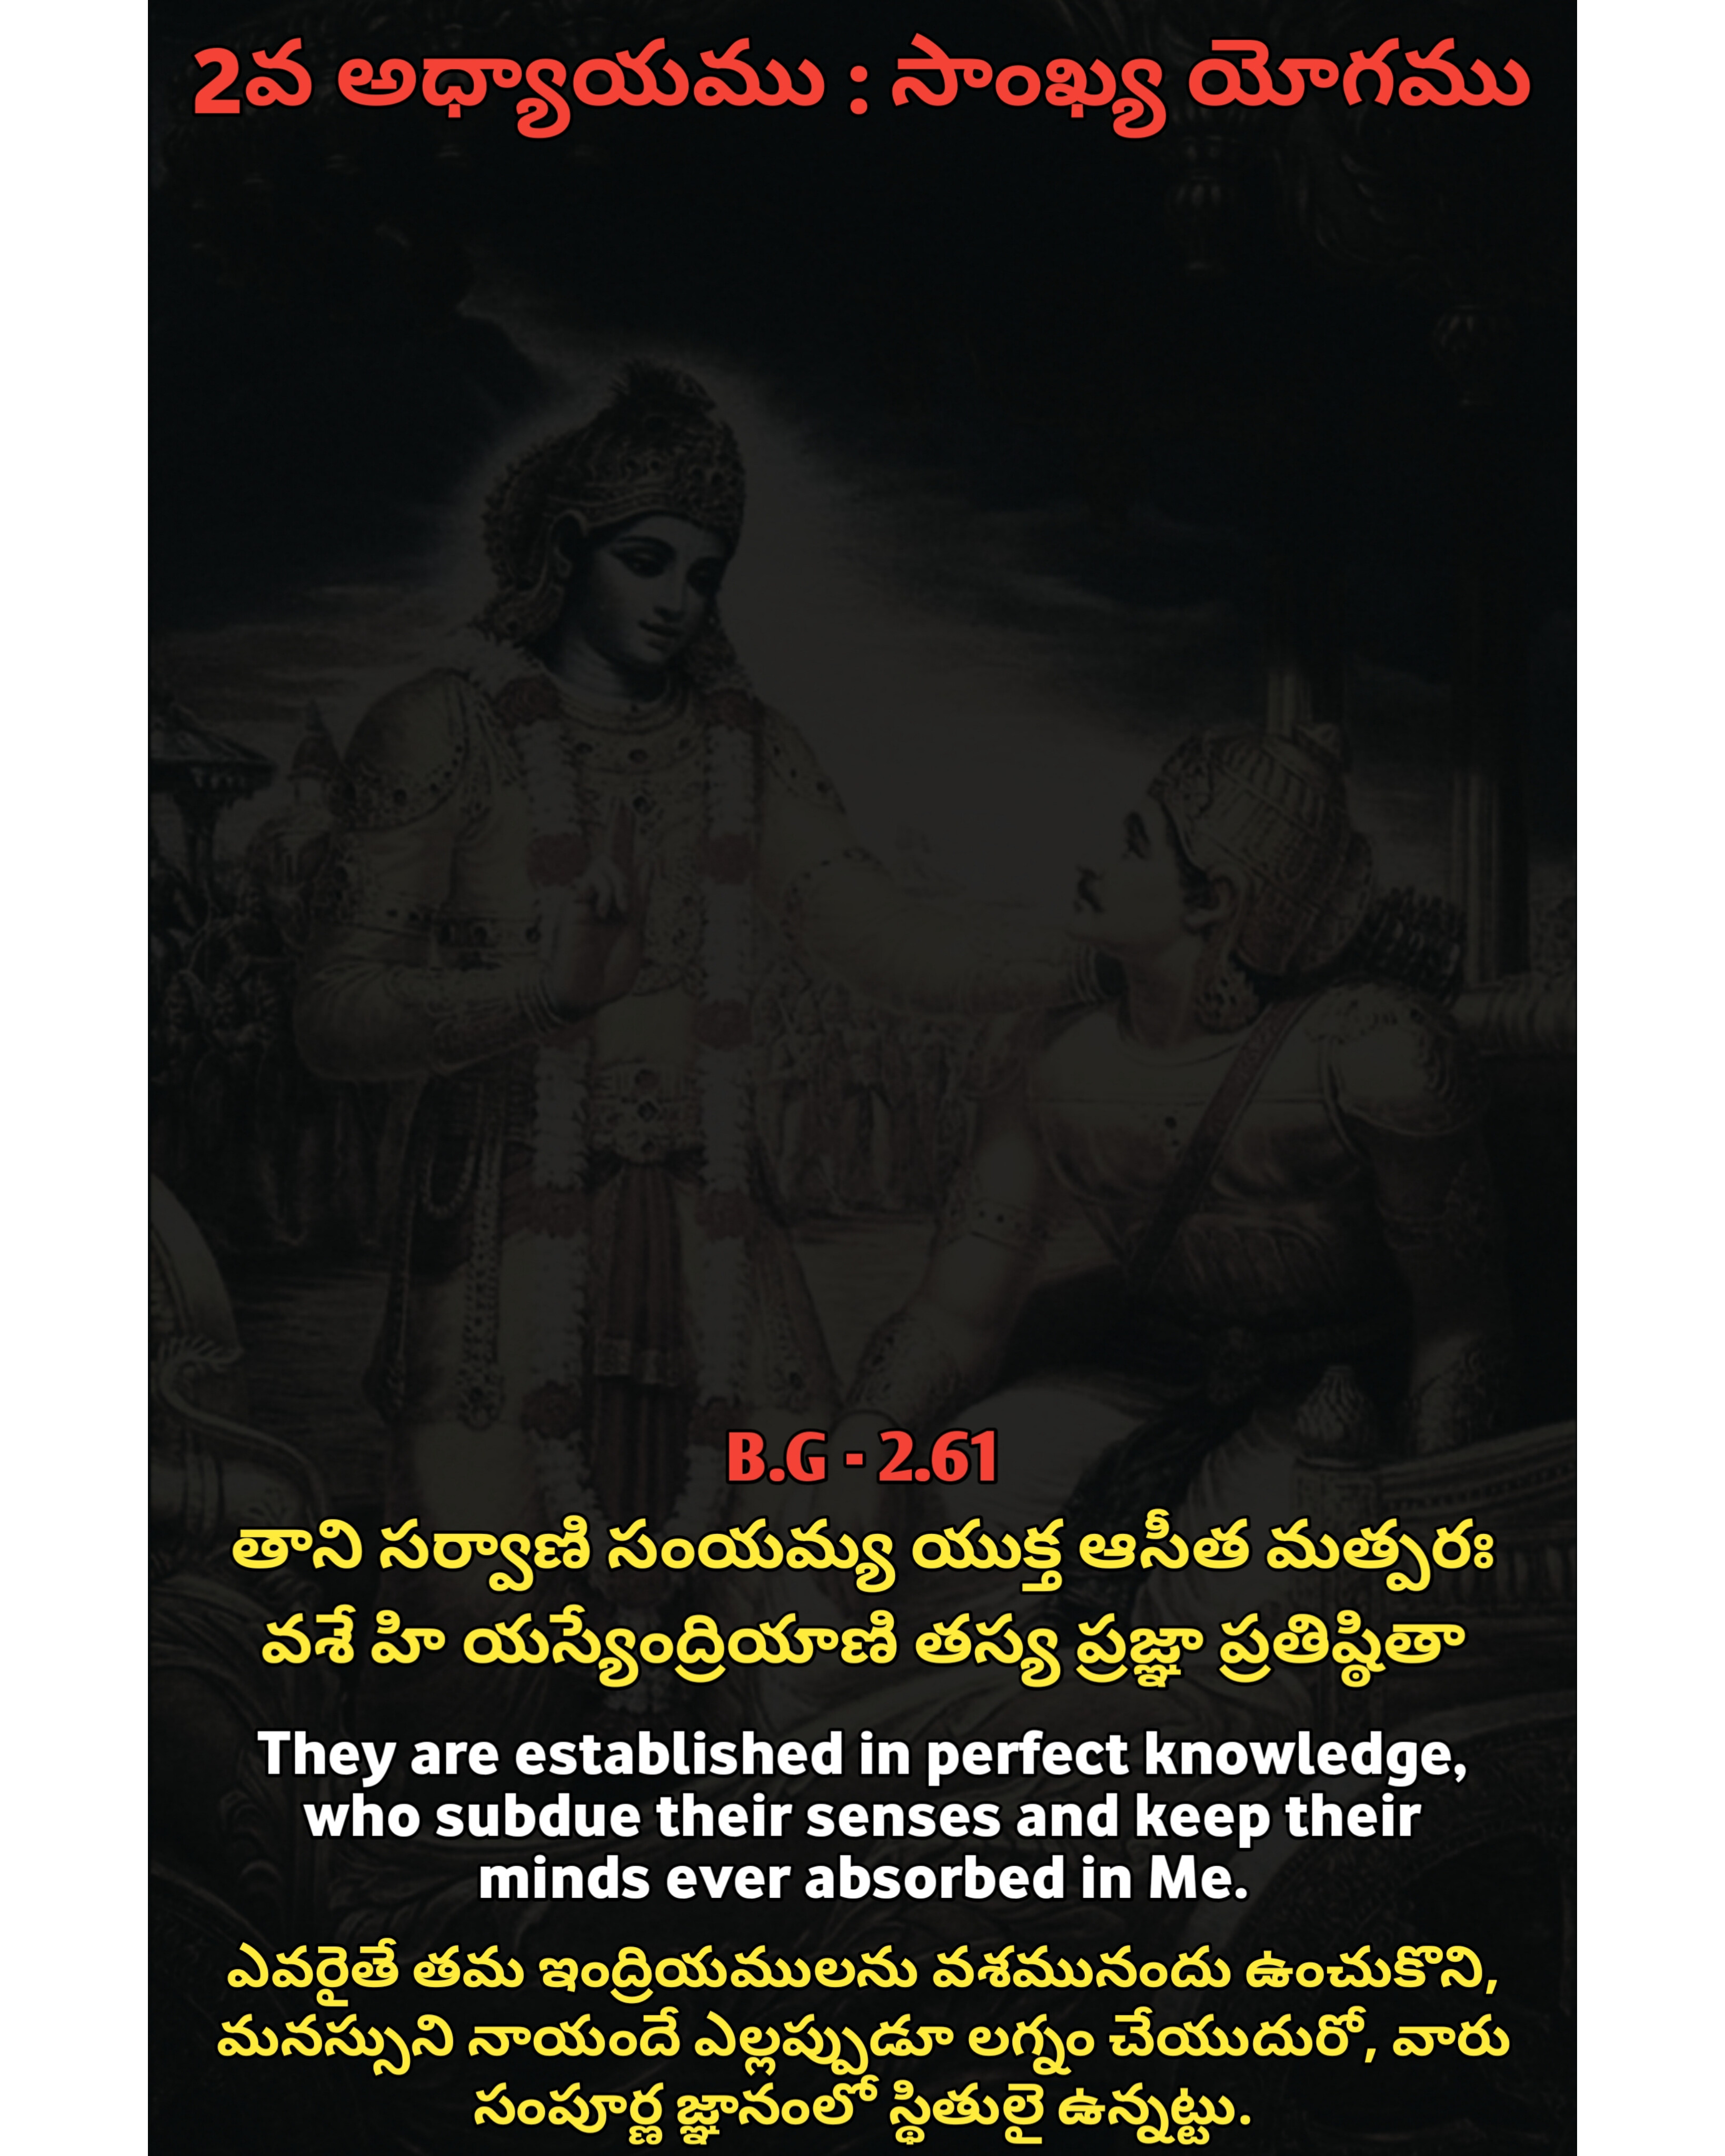 2వ అధ్యాయము : సాంఖ్య యోగము
B.G - 2.61
తాని సర్వాణి సంయమ్య యుక్త ఆసీత మత్పరః
వశే హి యస్యేంద్రియాణి తస్య ప్రజ్ఞా ప్రతిష్ఠితా
They are established in perfect knowledge,
who subdue their senses and keep their
minds ever absorbed in Me.
ఎవరైతే తమ ఇంద్రియములను వశమునందు ఉంచుకొని,
మనస్సుని నాయందే ఎల్లప్పుడూ లగ్నం చేయుదురో, వారు
సంపూర్ణ జ్ఞానంలో స్థితులై ఉన్నట్టు.